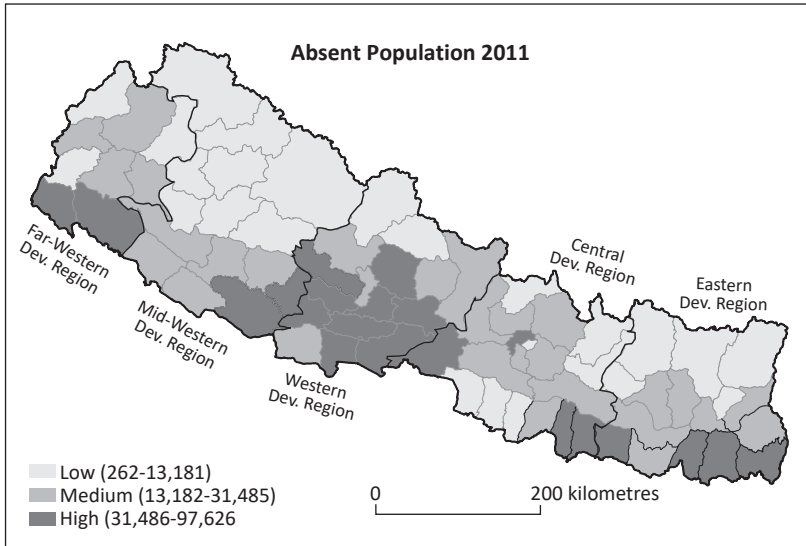 Absent Population 2011
Far-Western
Dev. Region
Mid-Western
Dev. Region
Western
Dev. Region
Central
Dev. Region
Eastern
Dev. Region
Low (262-13,181)
Medium (13,182-31,485)
High (31,486-97,626
0 200 kilometres